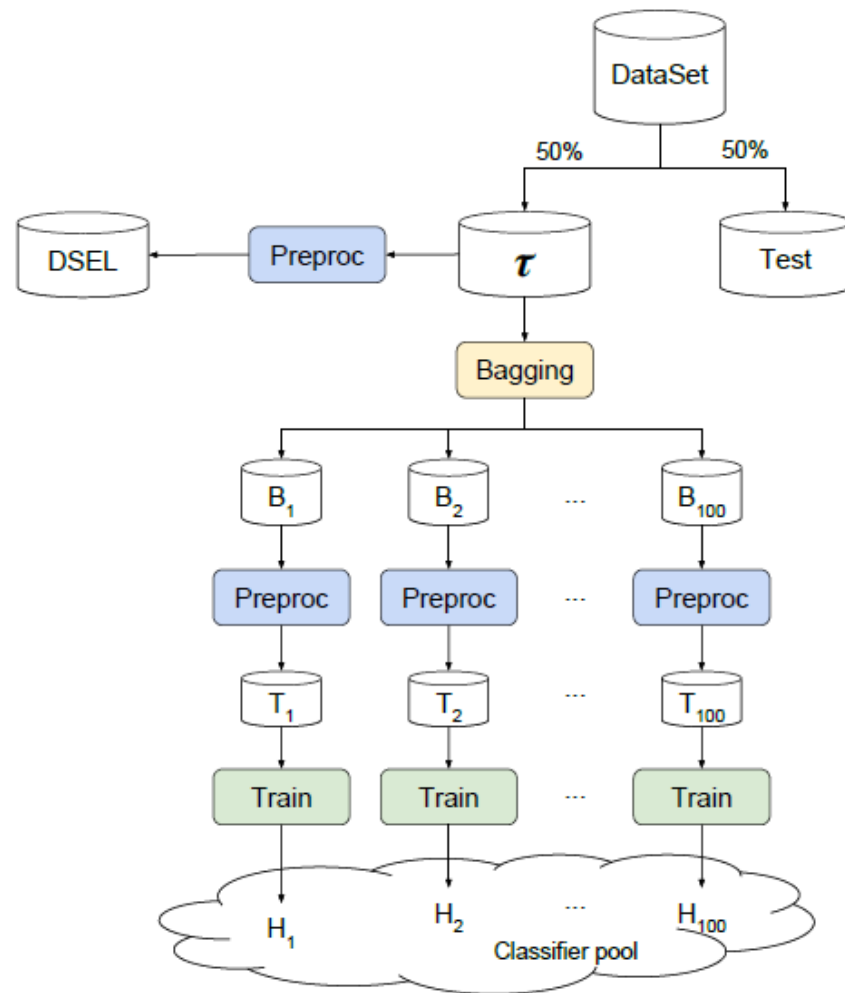 DataSet
50% 50%
DSEL Preproc τ Test
Bagging
B1 B2 ... B100
Preproc Preproc ... Preproc
T1 T2 ... T100
Train Train ... Train
H1 H2 ... H100
Classifier pool